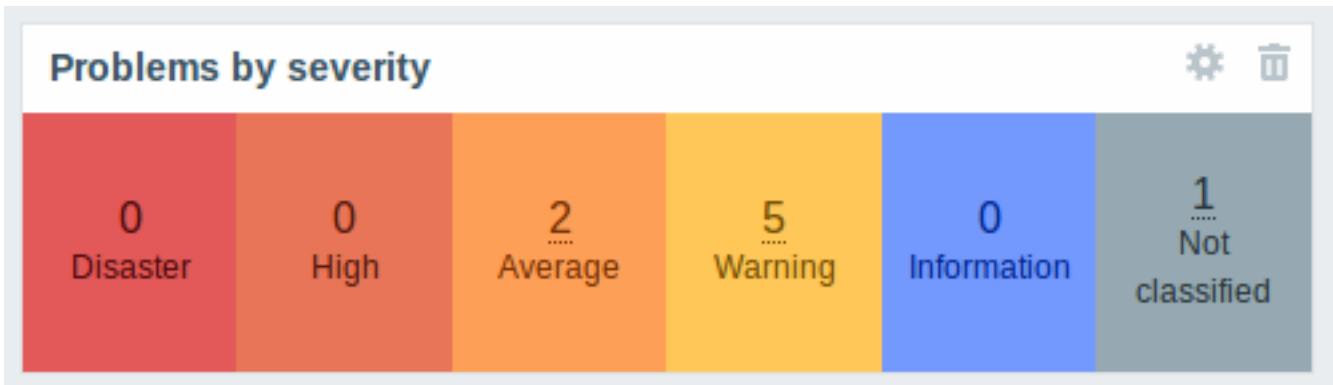 Problems by severity
0
Disaster
0
High
2
Average
5
Warning
0
Information
1
Not
classified